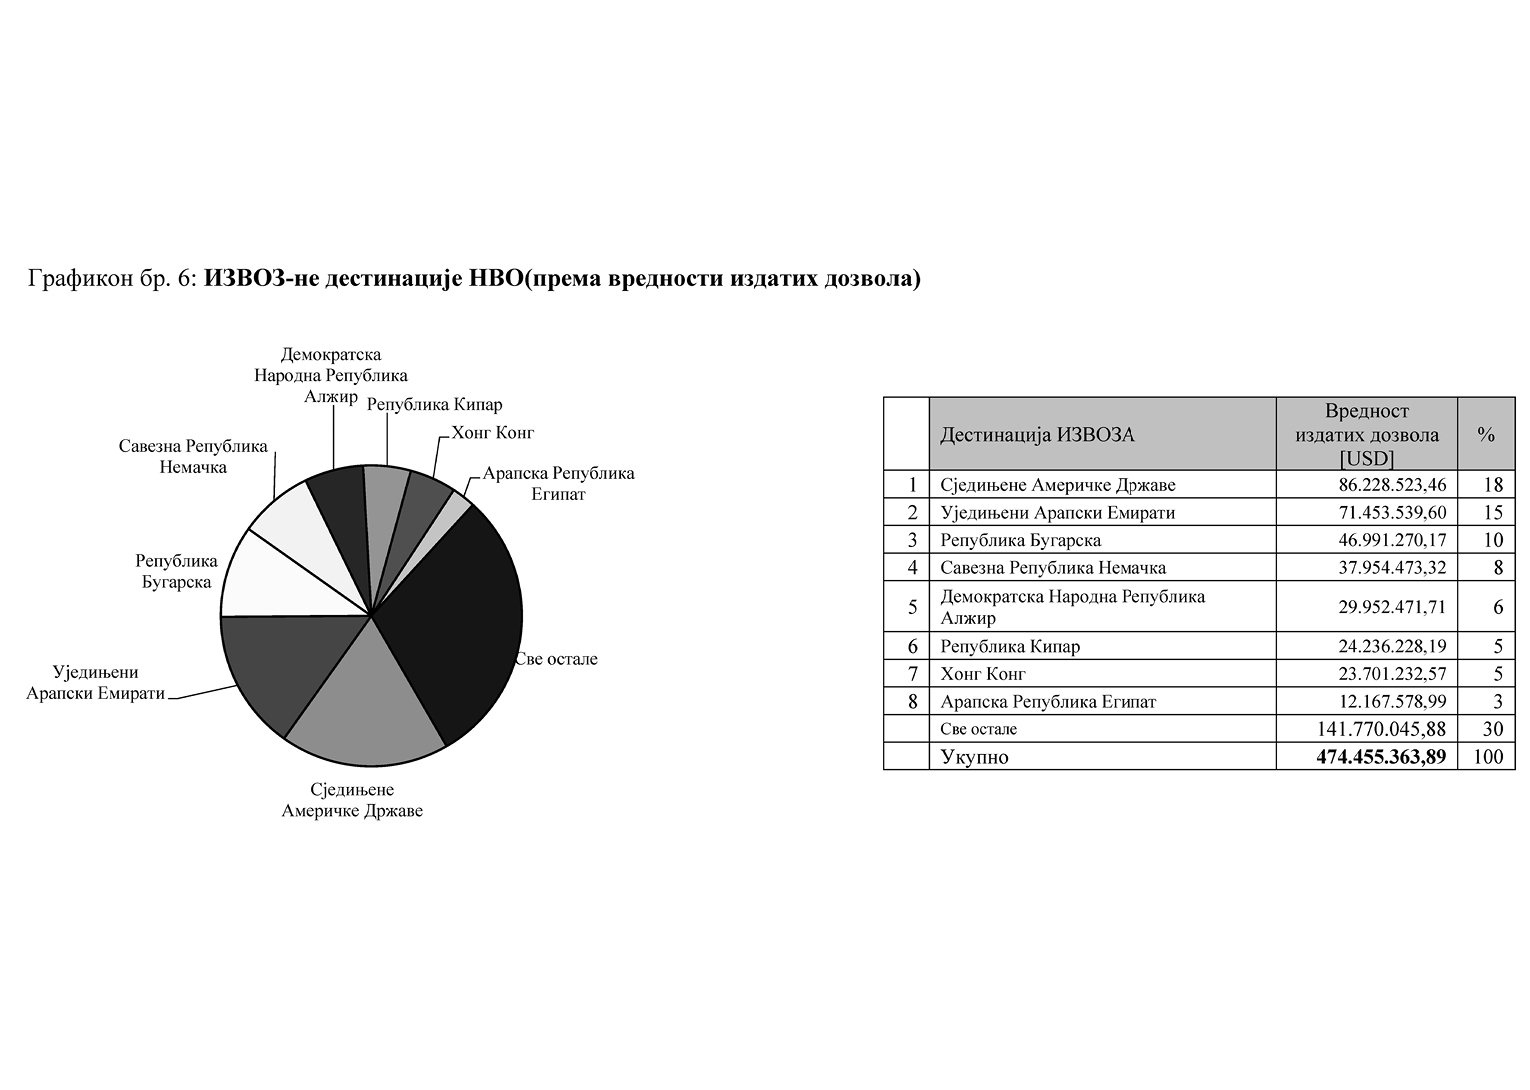 Графикон бр. 6: ИЗВОЗ-не дестинације НВО(према вредности издатих дозвола)
Демократска
Народна Република
Алжир
Република Кипар
Хонг Конг
Савезна Република
Немачка
Арапска Република
Египат
Република
Бугарска
Све остале
Уједињени
Арапски Емирати
Сједињене
Америчке Државе
Дестинација ИЗВОЗА
Вредност
издатих дозвола
[USD]
%
1 Сједињене Америчке Државе 86.228.523,46 18
2 Уједињени Арапски Емирати 71.453.539,60 15
3 Република Бугарска 46.991.270,17 10
4 Савезна Република Немачка 37.954.473,32 8
5 Демократска Народна Република
Алжир 29.952.471,71 6
6 Република Кипар 24.236.228,19 5
7 Хонг Конг 23.701.232,57 5
8 Арапска Република Египат 12.167.578,99 3
Све остале 141.770.045,88 30
Укупно 474.455.363,89 100